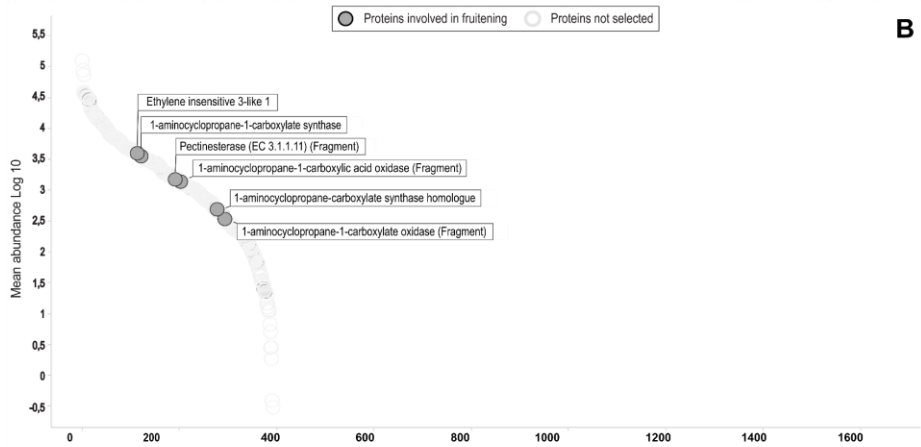 Proteins involved in fruitening Proteins not selected
B
5,5
5
4,5
4
3,5
3
2,5
2
1,5
1
0,5
0
-0,5
Mean abundance Log 10
Ethylene insensitive 3-like 1
1-aminocyclopropane-1-carboxylate synthase
Pectinesterase (EC 3.1.1.11) (Fragment)
1-aminocyclopropane-1-carboxylic acid oxidase (Fragment)
1-aminocyclopropane-carboxylate synthase homologue
1-aminocyclopropane-1-carboxylate oxidase (Fragment)
0 200 400 600 800 1000 1200 1400 1600